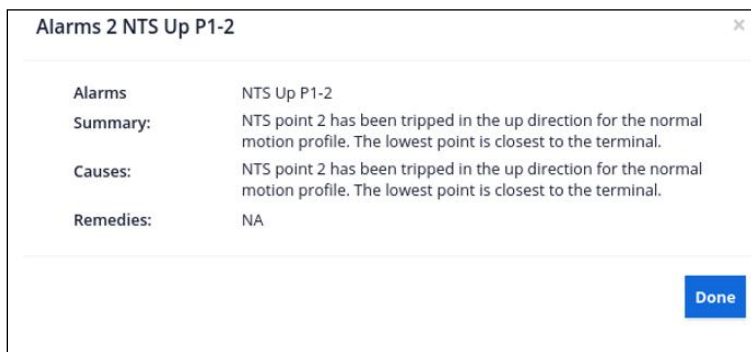 Alarms 2 NTS Up P1-2
×
Alarms NTS Up P1-2
Summary: NTS point 2 has been tripped in the up direction for the normal
motion profile. The lowest point is closest to the terminal.
Causes: NTS point 2 has been tripped in the up direction for the normal
motion profile. The lowest point is closest to the terminal.
Remedies: NA
Done